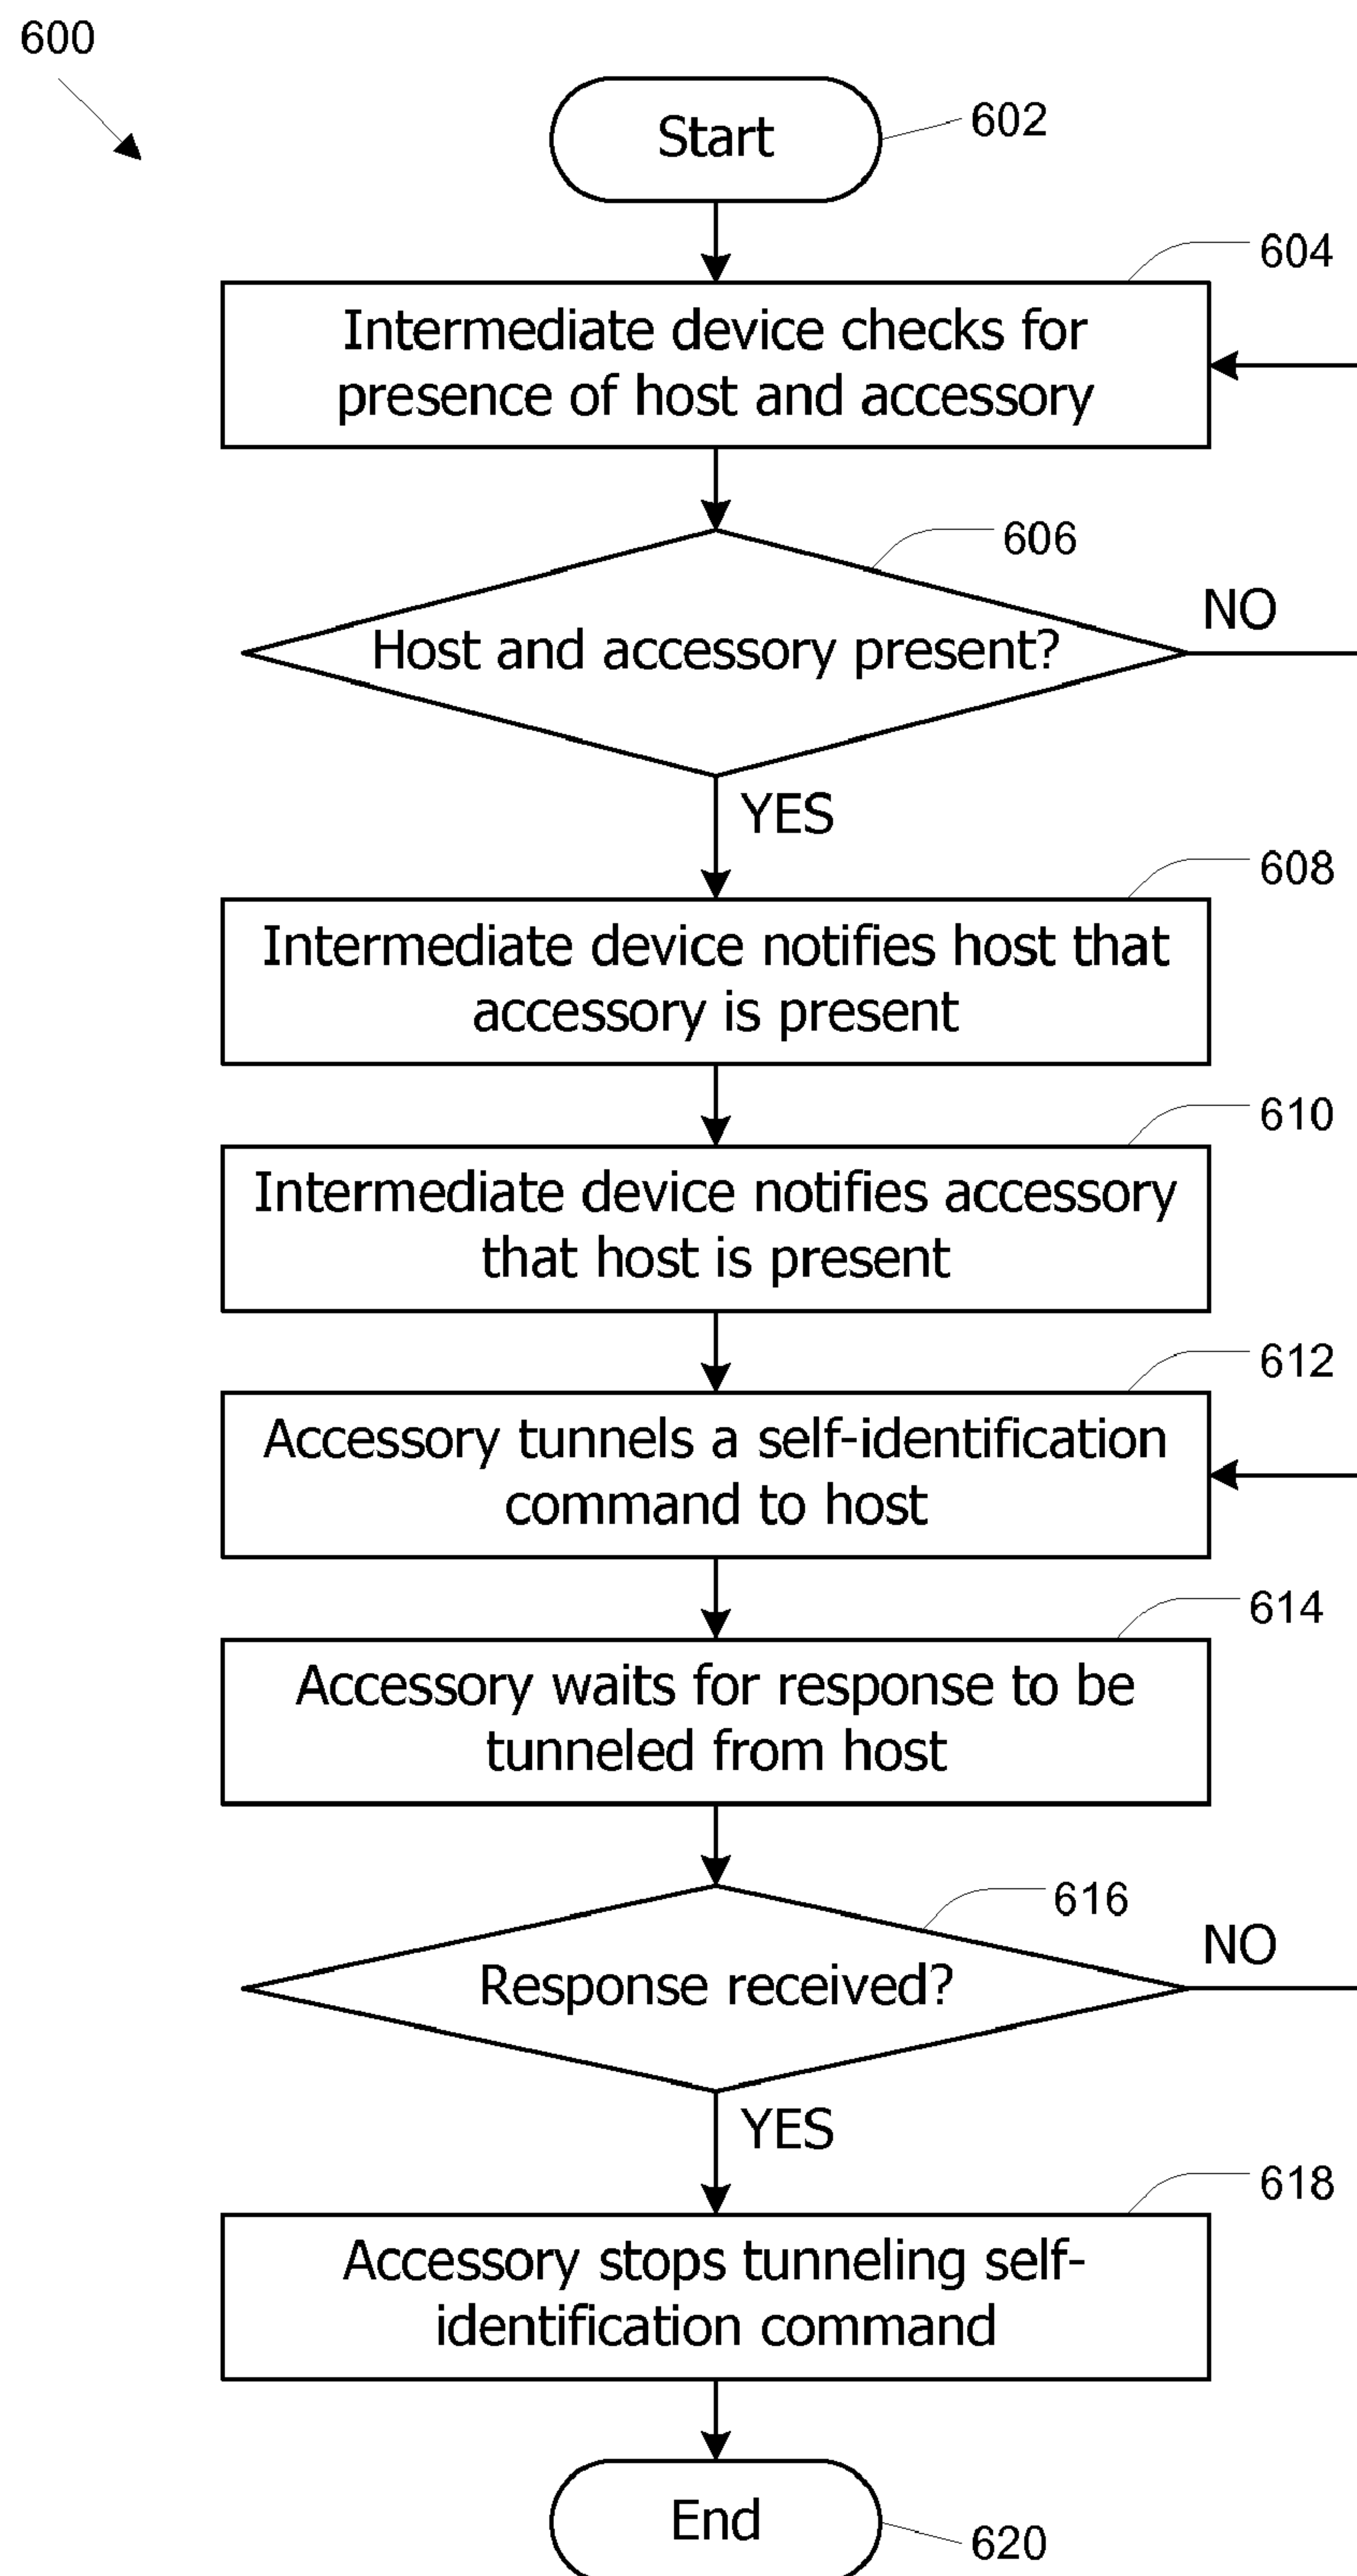 600
Start
602
604
Intermediate device checks for
presence of host and accessory
606
Host and accessory present?
NO
YES
608
Intermediate device notifies host that
accessory is present
610
Intermediate device notifies accessory
that host is present
612
Accessory tunnels a self-identification
command to host
614
Accessory waits for response to be
tunneled from host
616
Response received?
NO
YES
618
Accessory stops tunneling self-
identification command
End
620